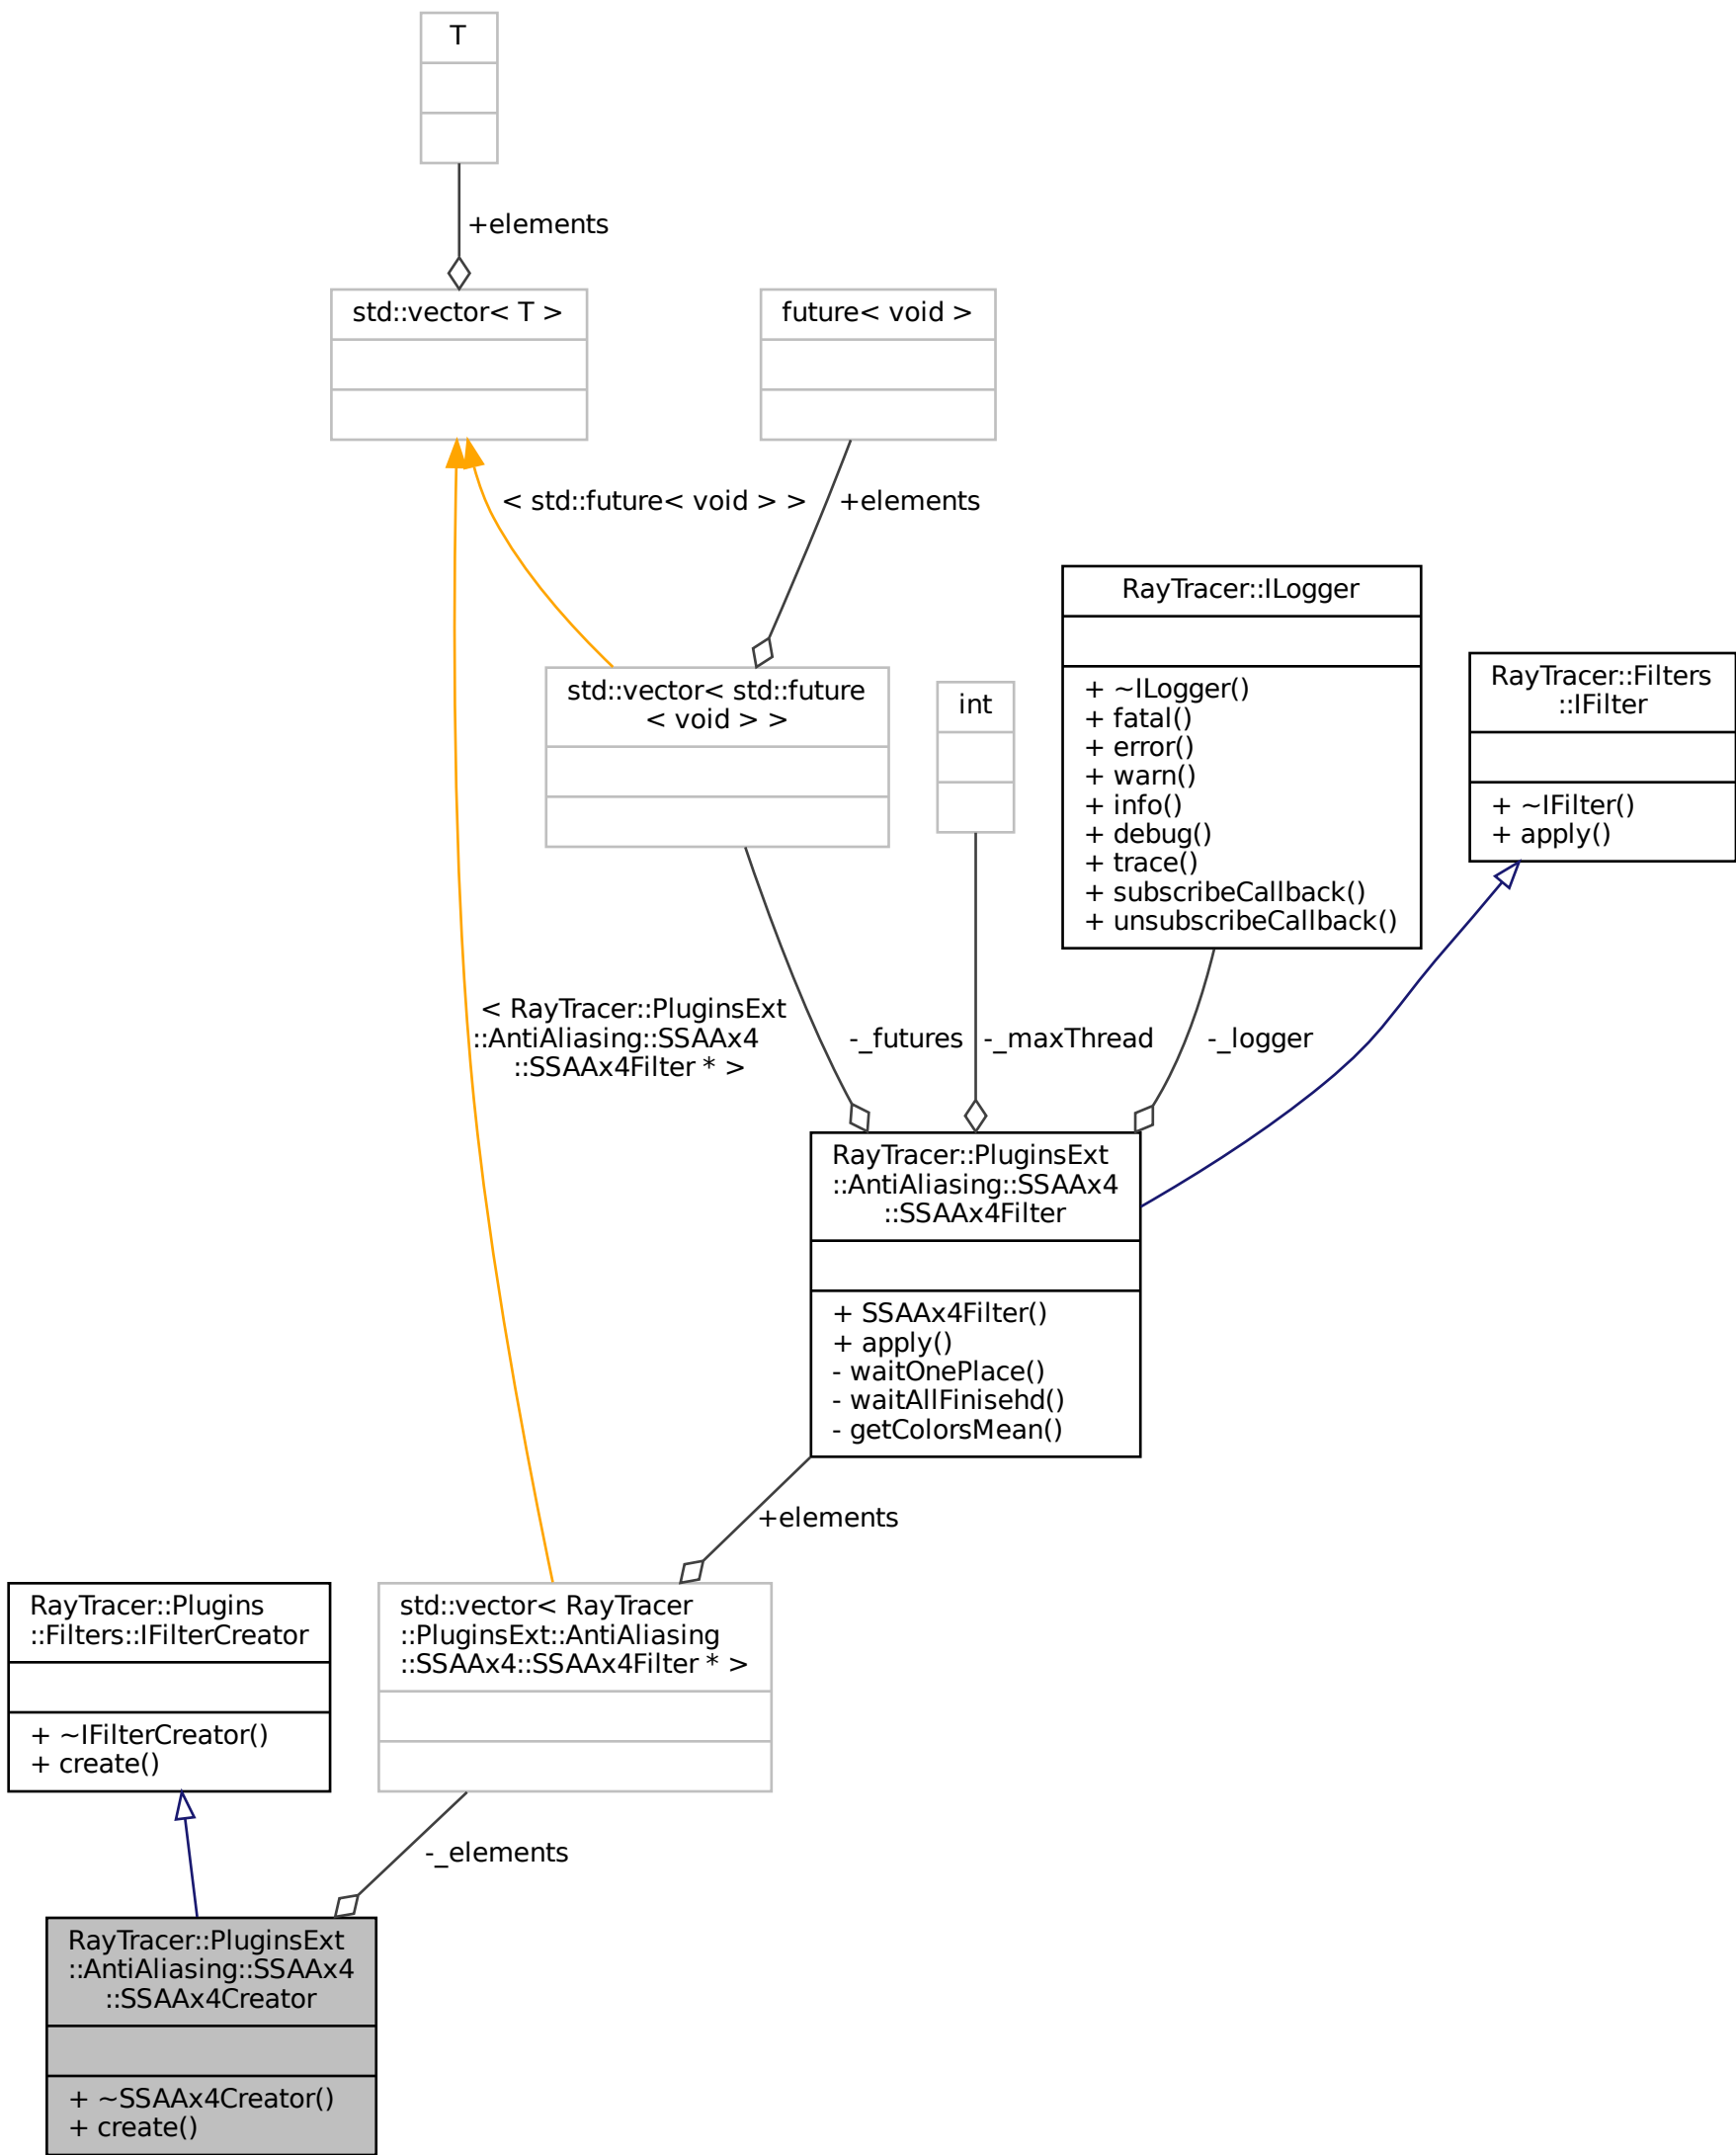 T
+elements
std::vector< T >
future< void >
< std::future< void > >
+elements
RayTracer::ILogger
+ ~ILogger()
+ fatal()
+ error()
+ warn()
+ info()
+ debug()
+ trace()
+ subscribeCallback()
+ unsubscribeCallback()
RayTracer::Filters
::IFilter
+ ~IFilter()
+ apply()
std::vector< std::future
< void > >
int
< RayTracer::PluginsExt
::AntiAliasing::SSAAx4
::SSAAx4Filter * >
-_futures
-_maxThread
-_logger
RayTracer::PluginsExt
::AntiAliasing::SSAAx4
::SSAAx4Filter
+ SSAAx4Filter()
+ apply()
- waitOnePlace()
- waitAllFinisehd()
- getColorsMean()
+elements
RayTracer::Plugins
::Filters::IFilterCreator
+ ~IFilterCreator()
+ create()
std::vector< RayTracer
::PluginsExt::AntiAliasing
::SSAAx4::SSAAx4Filter * >
-_elements
RayTracer::PluginsExt
::AntiAliasing::SSAAx4
::SSAAx4Creator
+ ~SSAAx4Creator()
+ create()